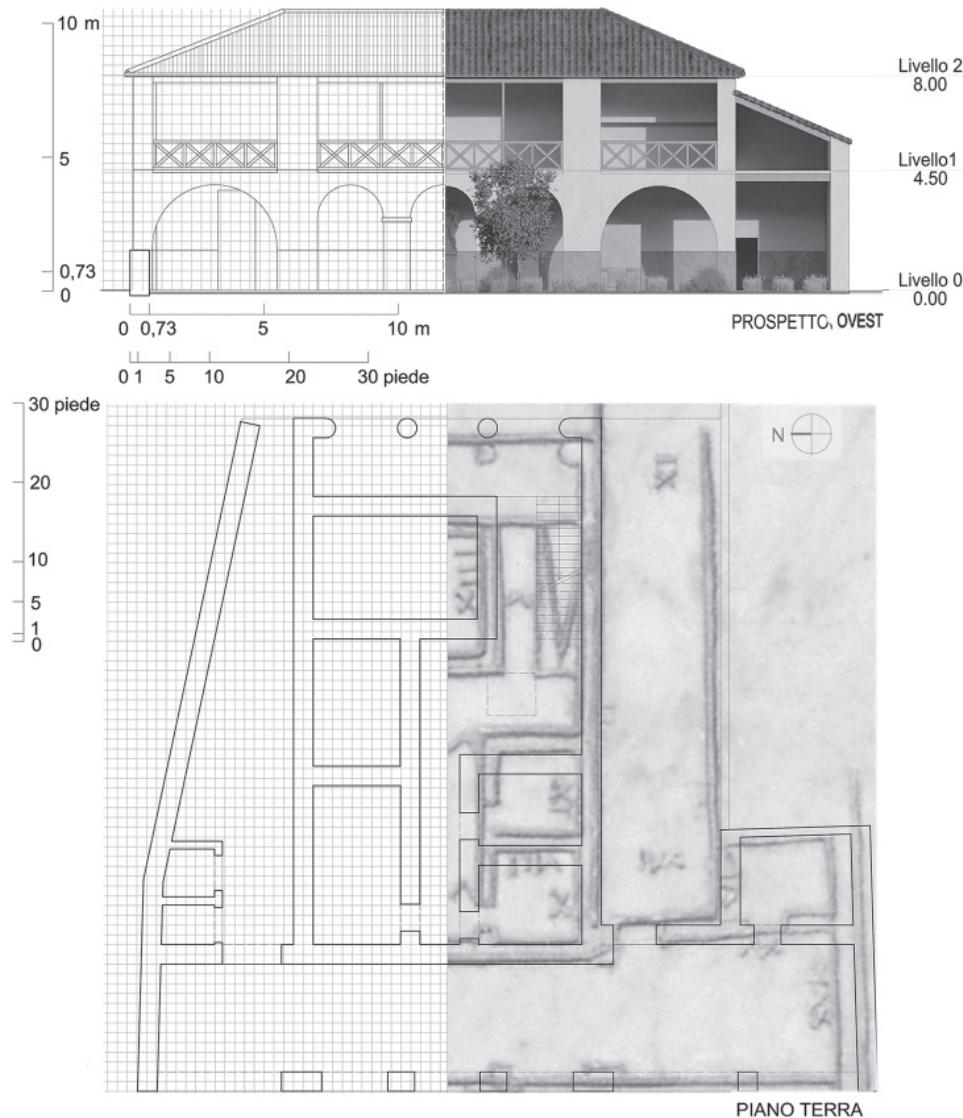 10 m
5
0,73
0
0 0,73 5 10 m
Livello 2
8.00
Livello1
4.50
Livello 0
0.00
PROSPETTO, OVEST
0 1 5 10 20 30 piede
30 piede
20
10
5
1
0
N
IX
X
PIANO TERRA